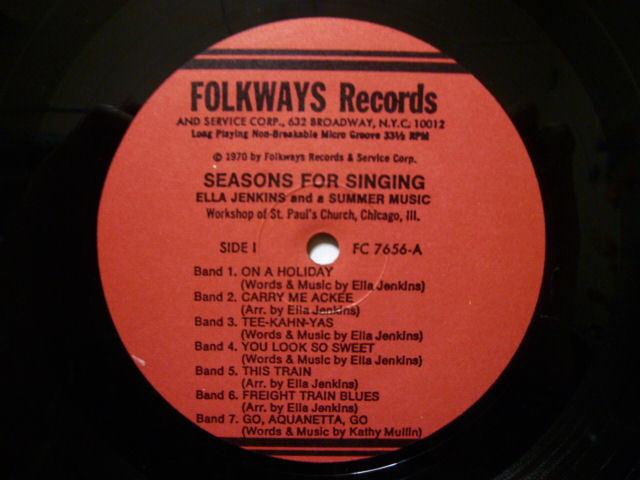 FOLKWAYS Records
AND SERVICE CORP., 632 BROADWAY, N.Y.C. 10012
Long Playing Non-Breakable Micro Groove 33⅓ RPM
© 1970 by Folkways Records & Service Corp.
SEASONS FOR SINGING
ELLA JENKINS and a SUMMER MUSIC
Workshop of St. Paul's Church, Chicago, Ill.
SIDE I FC 7656-A
Band 1. ON A HOLIDAY
(Words & Music by Ella Jenkins)
Band 2. CARRY ME ACKEE
(Arr. by Ella Jenkins)
Band 3. TEE-KAHN-YAS
(Words & Music by Ella Jenkins)
Band 4. YOU LOOK SO SWEET
(Words & Music by Ella Jenkins)
Band 5. THIS TRAIN
(Arr. by Ella Jenkins)
Band 6. FREIGHT TRAIN BLUES
(Arr. by Ella Jenkins)
Band 7. GO, AQUANETTA, GO
(Words & Music by Kathy Mullin)